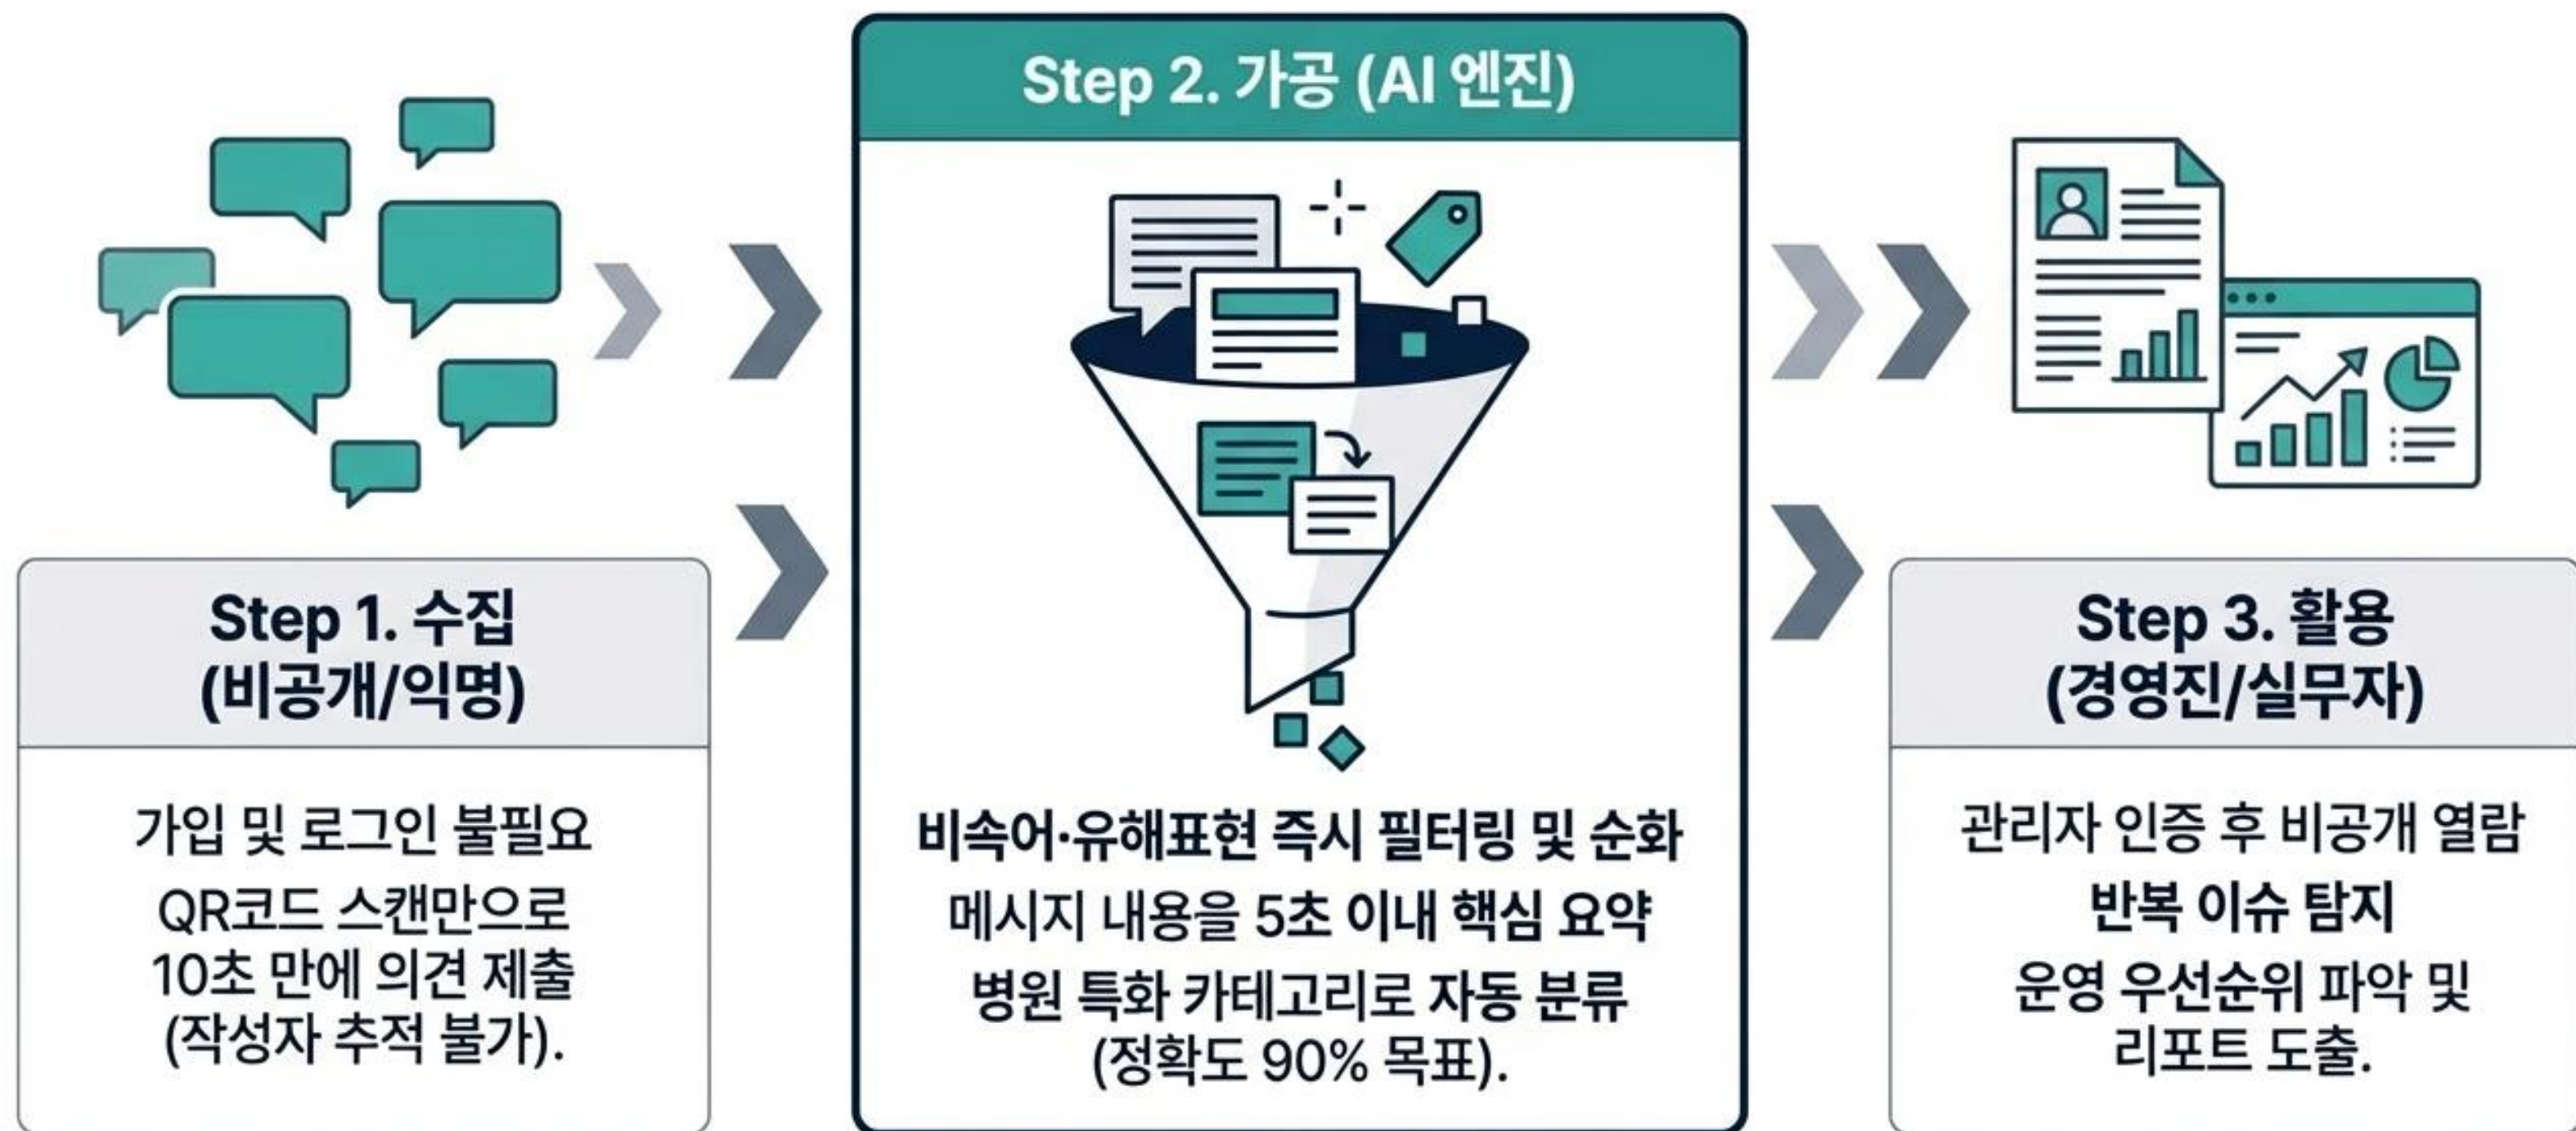 Step 1. 수집
(비공개/익명)
가입 및 로그인 불필요
QR코드 스캔만으로
10초 만에 의견 제출
(작성자 추적 불가).
Step 2. 가공 (AI 엔진)
비속어·유해표현 즉시 필터링 및 순화
메시지 내용을 5초 이내 핵심 요약
병원 특화 카테고리로 자동 분류
(정확도 90% 목표).
Step 3. 활용
(경영진/실무자)
관리자 인증 후 비공개 열람
반복 이슈 탐지
운영 우선순위 파악 및
리포트 도출.